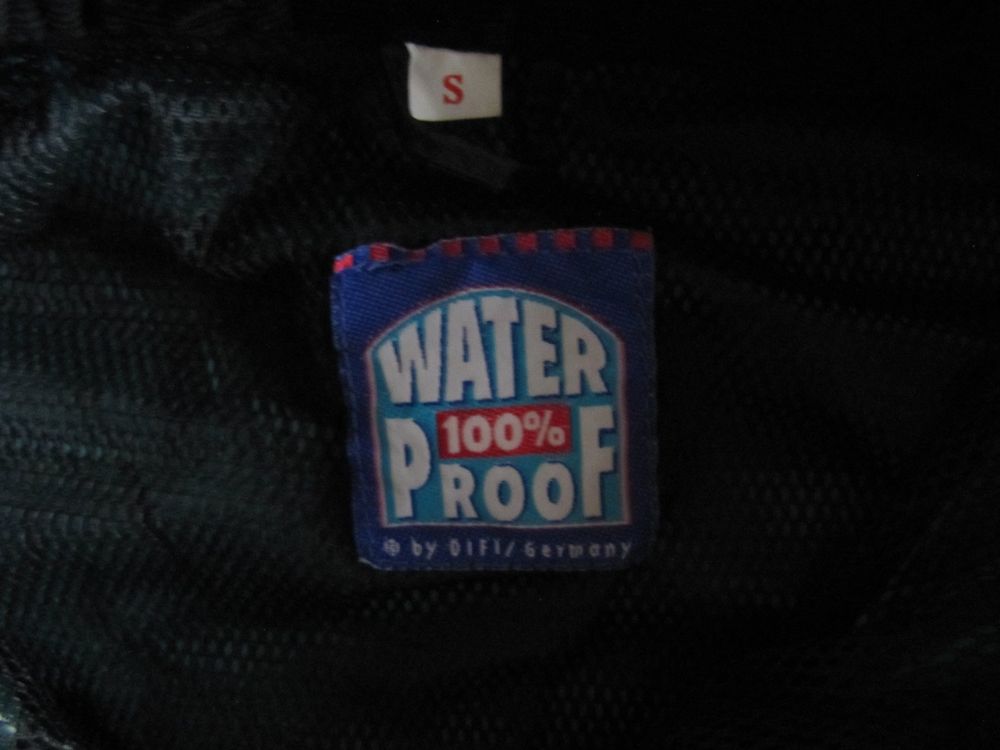 S
WATER
100%
PROOF
® by DIFI/Germany